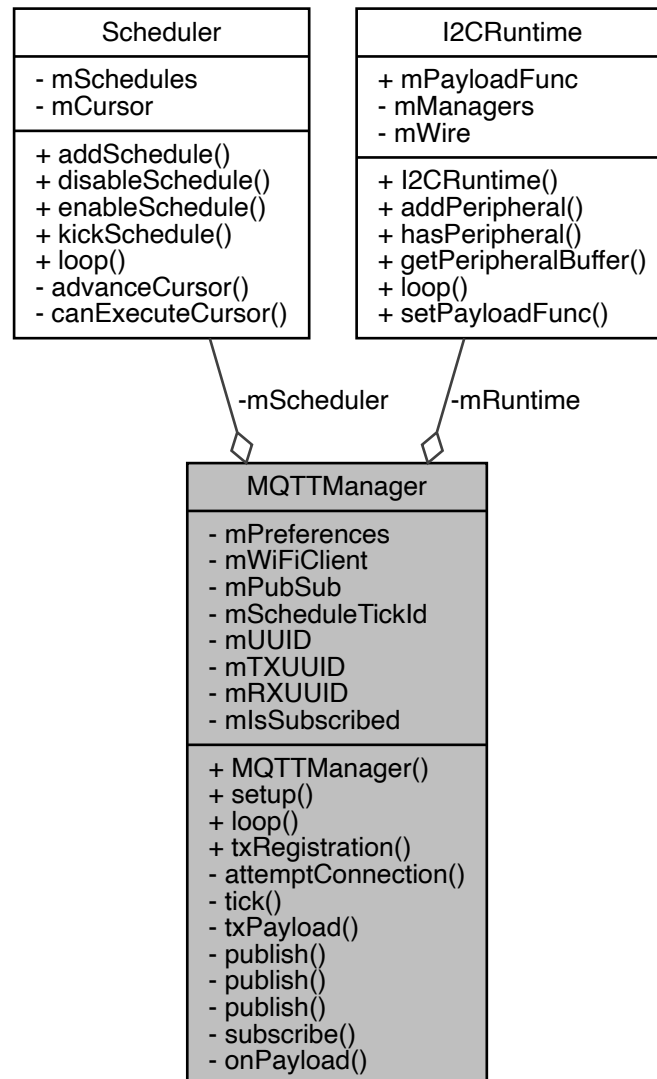 Scheduler
- mSchedules
- mCursor
+ addSchedule()
+ disableSchedule()
+ enableSchedule()
+ kickSchedule()
+ loop()
- advanceCursor()
- canExecuteCursor()
I2CRuntime
+ mPayloadFunc
- mManagers
- mWire
+ I2CRuntime()
+ addPeripheral()
+ hasPeripheral()
+ getPeripheralBuffer()
+ loop()
+ setPayloadFunc()
-mScheduler
-mRuntime
MQTTManager
- mPreferences
- mWiFiClient
- mPubSub
- mScheduleTickId
- mUUID
- mTXUUID
- mRXUUID
- mIsSubscribed
+ MQTTManager()
+ setup()
+ loop()
+ txRegistration()
- attemptConnection()
- tick()
- txPayload()
- publish()
- publish()
- publish()
- subscribe()
- onPayload()